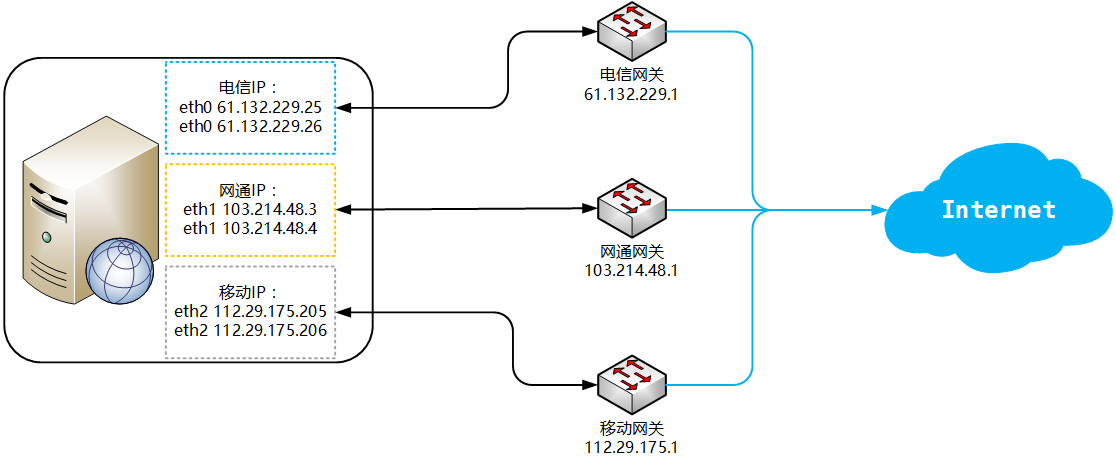 电信IP：
eth0 61.132.229.25
eth0 61.132.229.26
网通IP：
eth1 103.214.48.3
eth1 103.214.48.4
移动IP：
eth2 112.29.175.205
eth2 112.29.175.206
电信网关
61.132.229.1
网通网关
103.214.48.1
移动网关
112.29.175.1
Internet